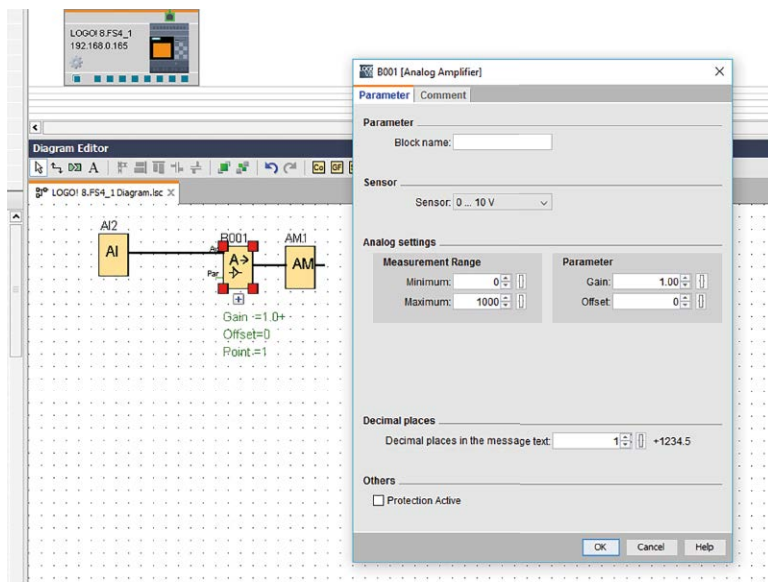 LOGO! 8.FS4_1
192.168.0.165
Diagram Editor
A Co GF
LOGO! 8.FS4_1 Diagram.lsc X
AI2
AI
B001
A→
Par
AM1
AM
Gain :=1.0+
Offset=0
Point.=1
B001 [Analog Amplifier]
Parameter Comment
Parameter
Block name:
Sensor
Sensor: 0 ... 10 V
Analog settings
Measurement Range Parameter
Minimum: 0 Gain: 1.00
Maximum: 1000 Offset: 0
Decimal places
Decimal places in the message text: 1 +1234.5
Others
Protection Active
OK Cancel Help